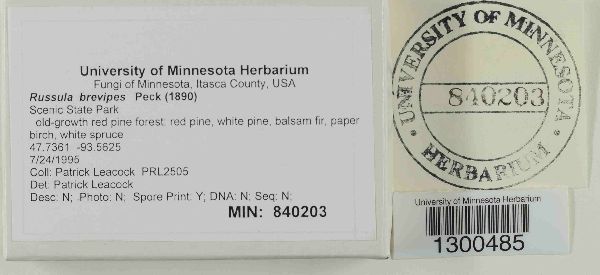 University of Minnesota Herbarium
Fungi of Minnesota, Itasca County, USA
Russula brevipes Peck (1890)
Scenic State Park
old-growth red pine forest: red pine, white pine, balsam fir, paper
birch, white spruce
47.7361 -93.5625
7/24/1995
Coll: Patrick Leacock PRL2505
Det: Patrick Leacock
Desc: N; Photo: N; Spore Print: Y; DNA: N; Seq: N;
MIN: 840203
UNIVERSITY OF MINNESOTA
840203
HERBARIUM
University of Minnesota Herbarium
1300485